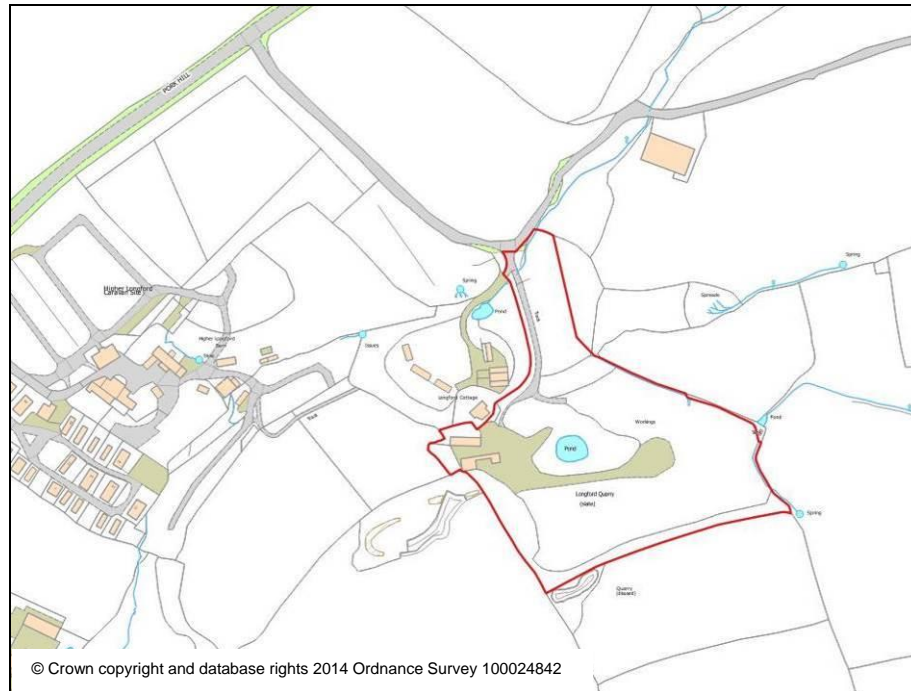 PORK HILL
Spring
Higher Longford
Caravan Site
Spring
Pond
Track
Higher Longford
Farm
Issues
Longford Cottage
Track
Workings
Pond
Pond
Longford Quarry
(Slate)
Spring
Quarry
(Disused)
© Crown copyright and database rights 2014 Ordnance Survey 100024842